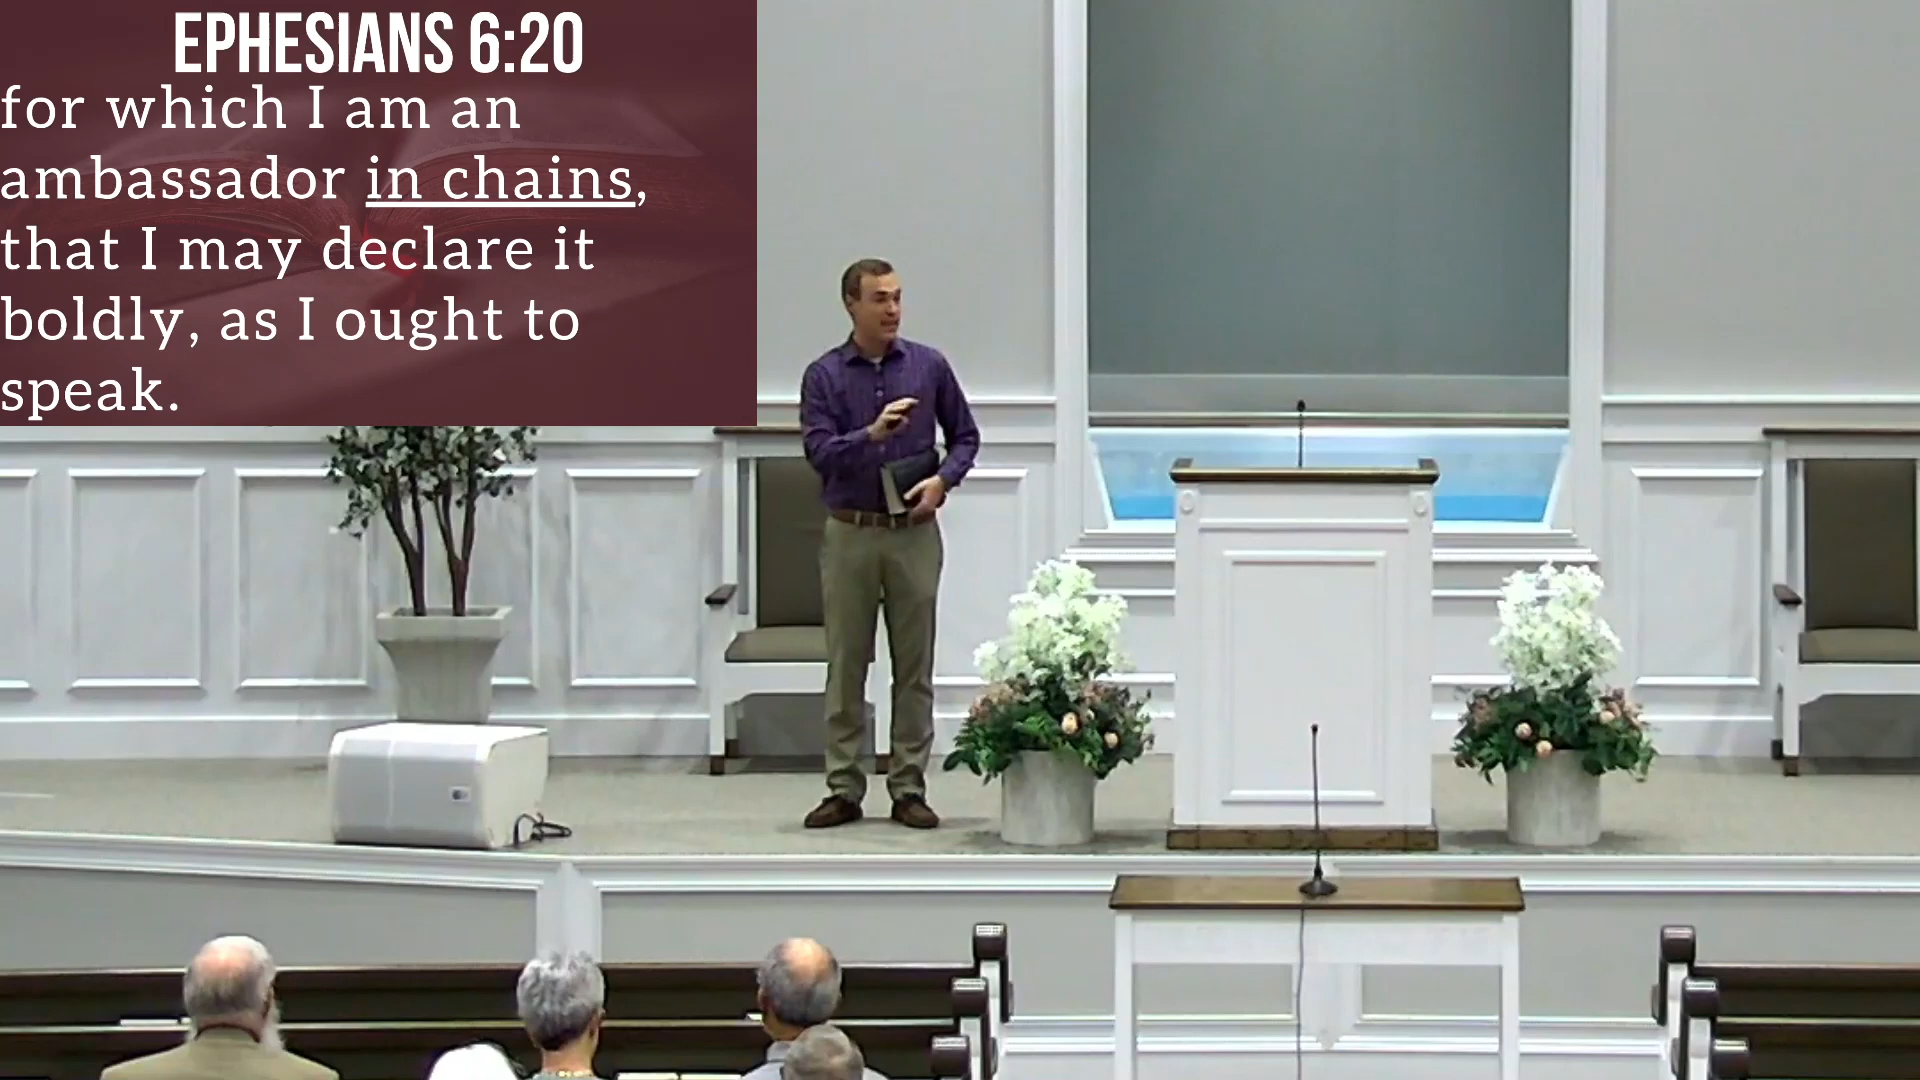 EPHESIANS 6:20
for which I am an
ambassador in chains,
that I may declare it
boldly, as I ought to
speak.